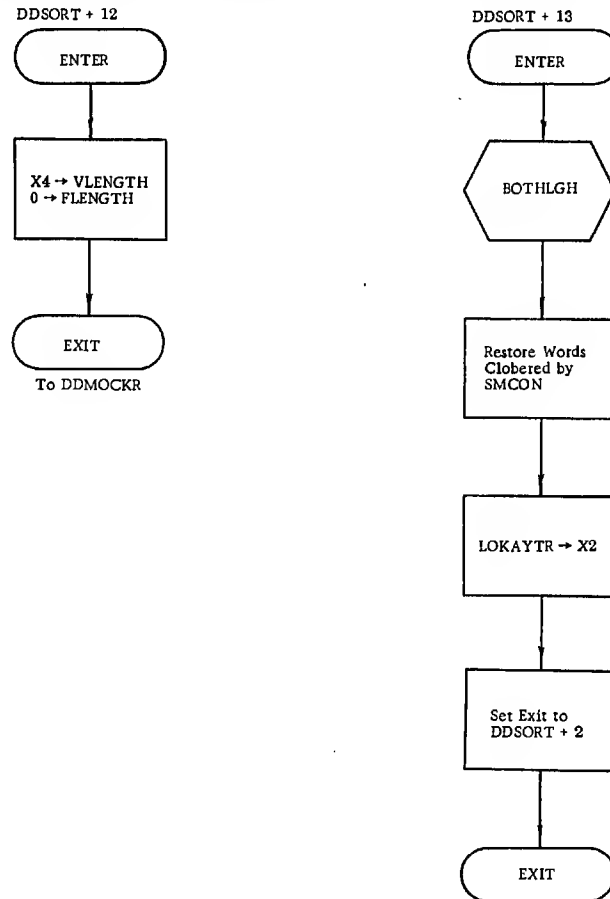 DDSORT + 12
ENTER
X4 → VLENGTH
0 → FLENGTH
EXIT
To DDMOCKR
DDSORT + 13
ENTER
BOTHLGH
Restore Words
Clobered by
SMCON
LOKAYTR → X2
Set Exit to
DDSORT + 2
EXIT